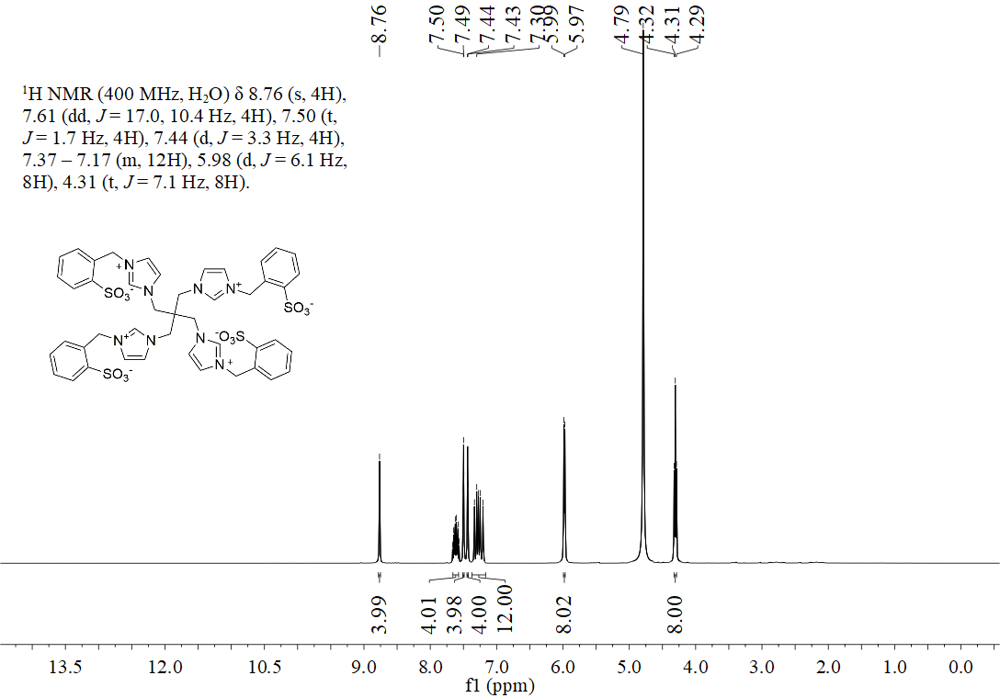 8.76
7.50
7.49
7.44
7.43
7.30
5.99
5.97
4.79
4.32
4.31
4.29
¹H NMR (400 MHz, H₂O) δ 8.76 (s, 4H),
7.61 (dd, J = 17.0, 10.4 Hz, 4H), 7.50 (t,
J = 1.7 Hz, 4H), 7.44 (d, J = 3.3 Hz, 4H),
7.37 – 7.17 (m, 12H), 5.98 (d, J = 6.1 Hz,
8H), 4.31 (t, J = 7.1 Hz, 8H).
N + N N N +
SO₃⁻ N SO₃⁻
N + N N ⁻O₃S
SO₃⁻ N +
3.99
4.01
3.98
4.00
12.00
8.02
8.00
13.5 12.0 10.5 9.0 8.0 7.0 6.0 5.0 4.0 3.0 2.0 1.0 0.0
f1 (ppm)